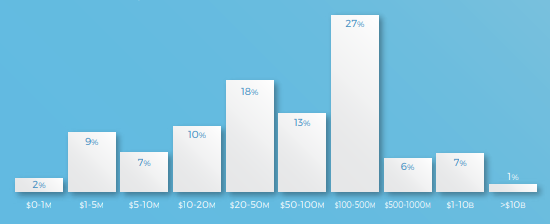 2%
9%
7%
10%
18%
13%
27%
6%
7%
1%
$0-1M
$1-5M
$5-10M
$10-20M
$20-50M
$50-100M
$100-500M
$500-1000M
$1-10B
>$10B